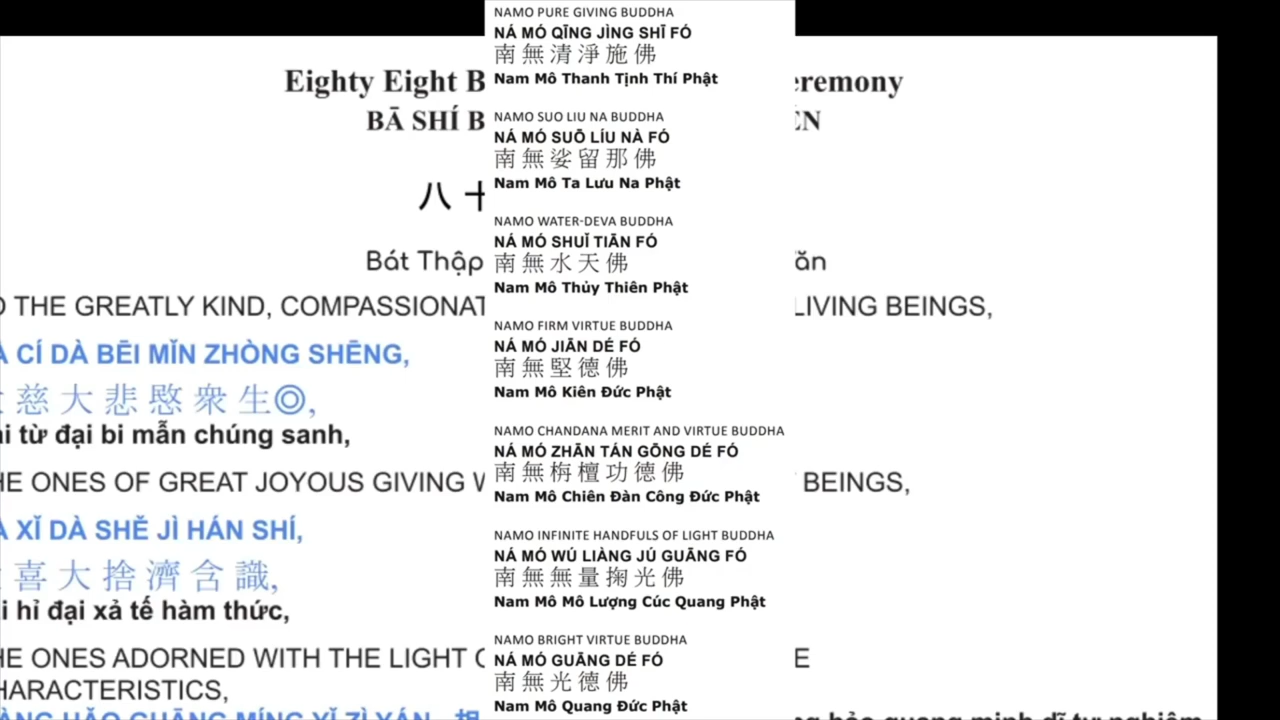 NAMO PURE GIVING BUDDHA
NÁ MÓ QĪNG JÌNG SHĪ FÓ
南無清淨施佛
Nam Mô Thanh Tịnh Thí Phật
NAMO SUO LIU NA BUDDHA
NÁ MÓ SUŌ LÍU NÀ FÓ
南無娑留那佛
Nam Mô Ta Lưu Na Phật
NAMO WATER-DEVA BUDDHA
NÁ MÓ SHUǏ TIĀN FÓ
南無水天佛
Nam Mô Thủy Thiên Phật
NAMO FIRM VIRTUE BUDDHA
NÁ MÓ JIĀN DÉ FÓ
南無堅德佛
Nam Mô Kiên Đức Phật
NAMO CHANDANA MERIT AND VIRTUE BUDDHA
NÁ MÓ ZHĀN TÁN GŌNG DÉ FÓ
南無栴檀功德佛
Nam Mô Chiên Đàn Công Đức Phật
NAMO INFINITE HANDFULS OF LIGHT BUDDHA
NÁ MÓ WÚ LIÀNG JÚ GUĀNG FÓ
南無無量掬光佛
Nam Mô Mô Lượng Cúc Quang Phật
NAMO BRIGHT VIRTUE BUDDHA
NÁ MÓ GUĀNG DÉ FÓ
南無光德佛
Nam Mô Quang Đức Phật
Eighty Eight
BĀ SHÍ
八
Bát Thập
THE GREATLY KIND, LIVING BEINGS,
CÍ DÀ BĒI MǏN ZHÒNG SHĒNG,
慈大悲愍衆生◎,
từ đại bi mẫn chúng sanh,
ONES OF GREAT JOYOUS GIVING BEINGS,
XǏ DÀ SHĚ JÌ HÁN SHÍ,
喜大捨濟含識,
hỉ đại xả tế hàm thức,
ONES ADORNED WITH THE LIGHT